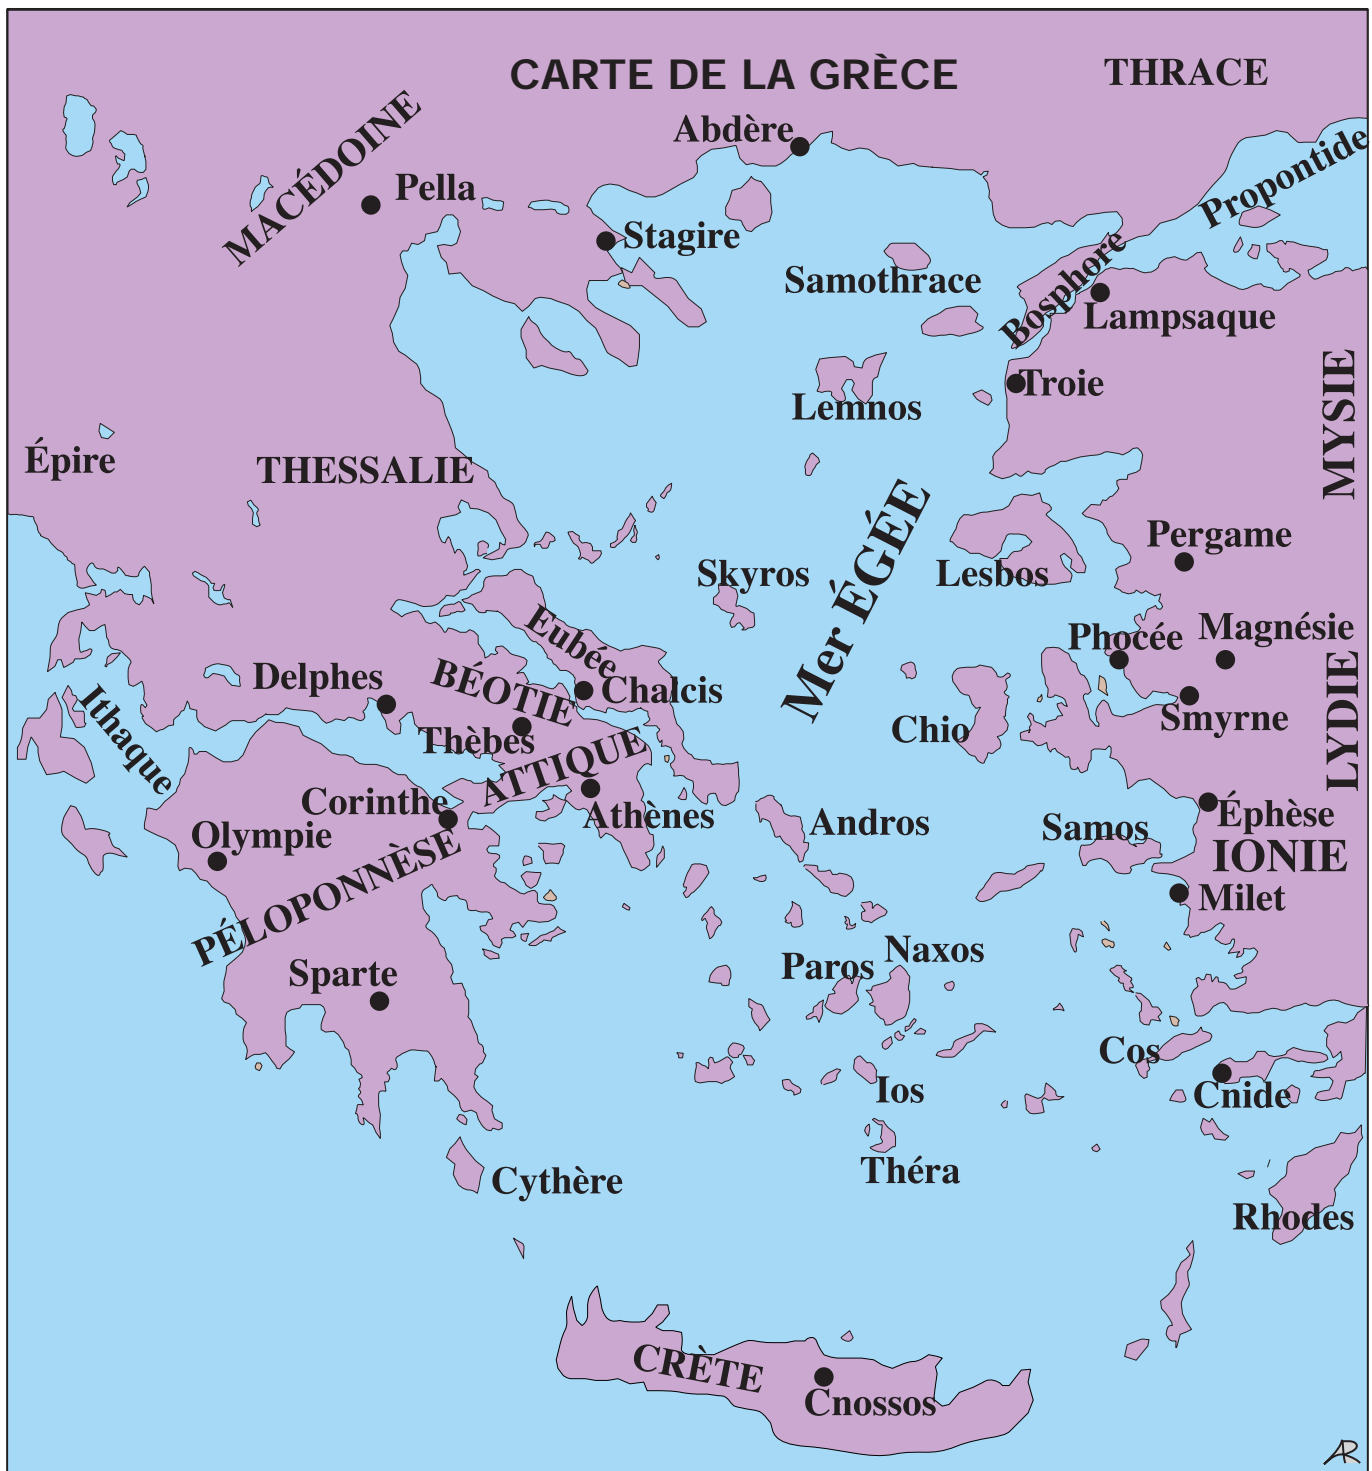 CARTE DE LA GRÈCE
THRACE
MACÉDOINE
Abdère
Propontide
Pella
Stagire
Samothrace
Bosphore
Lampsaque
Troie
Lemnos
MYSIE
Épire
THESSALIE
Mer ÉGÉE
Pergame
Skyros
Lesbos
Eubée
Phocée
Magnésie
Delphes
BÉOTIE
Chalcis
LYDIE
Ithaque
Smyrne
Chio
Thèbes
ATTIQUE
Corinthe
Athènes
Éphèse
Andros
Samos
Olympie
IONIE
PÉLOPONNÈSE
Milet
Naxos
Paros
Sparte
Cos
Ios
Cnide
Théra
Cythère
Rhodes
CRÈTE
Cnossos
AR